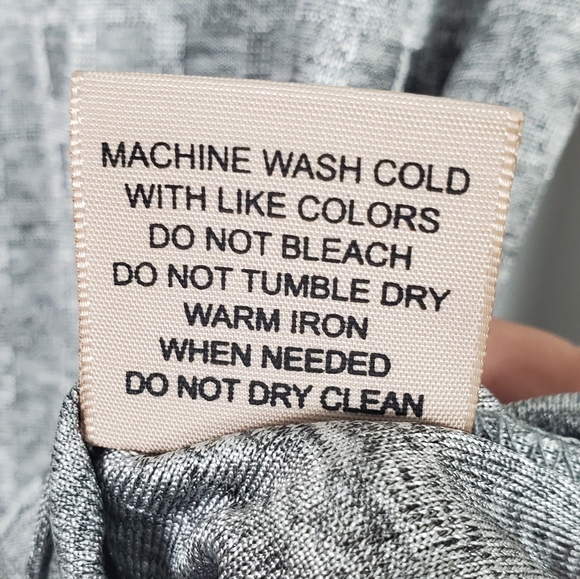 MACHINE WASH COLD
WITH LIKE COLORS
DO NOT BLEACH
DO NOT TUMBLE DRY
WARM IRON
WHEN NEEDED
DO NOT DRY CLEAN